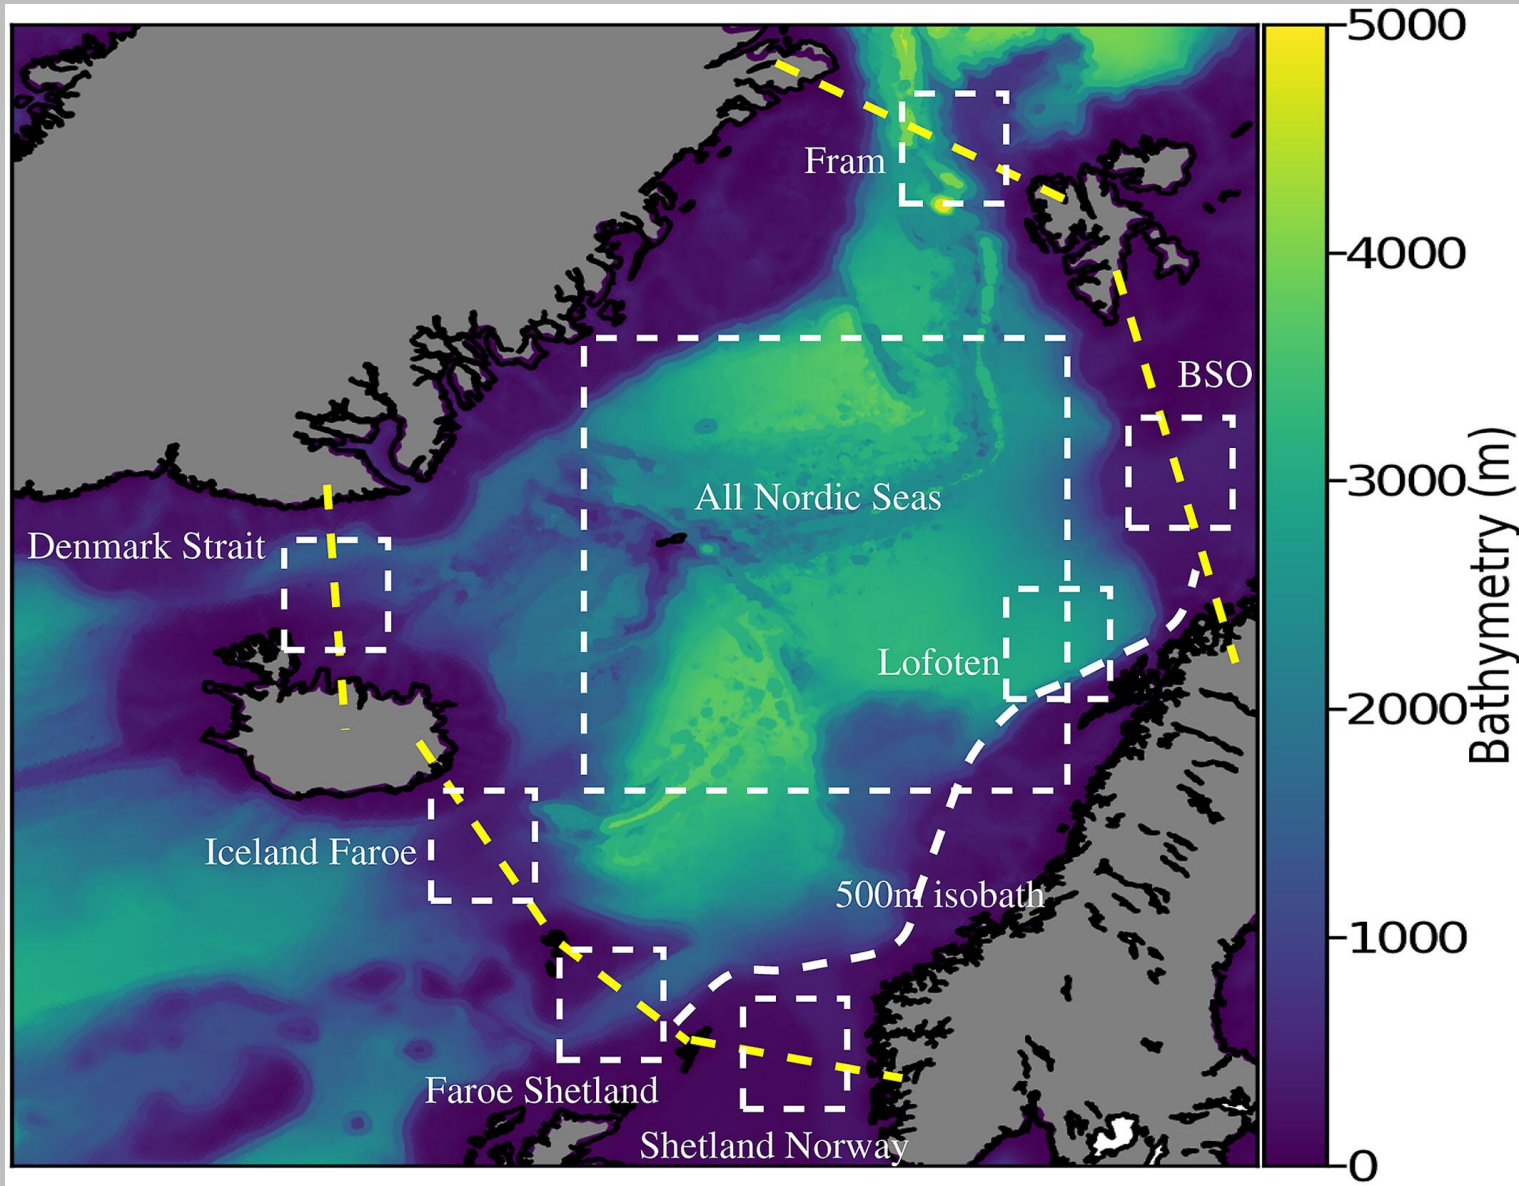 5000
Fram
4000
BSO
3000
All Nordic Seas
Denmark Strait
Lofoten
2000
Iceland Faroe
500m isobath
1000
Faroe Shetland
Shetland Norway
0
Bathymetry (m)